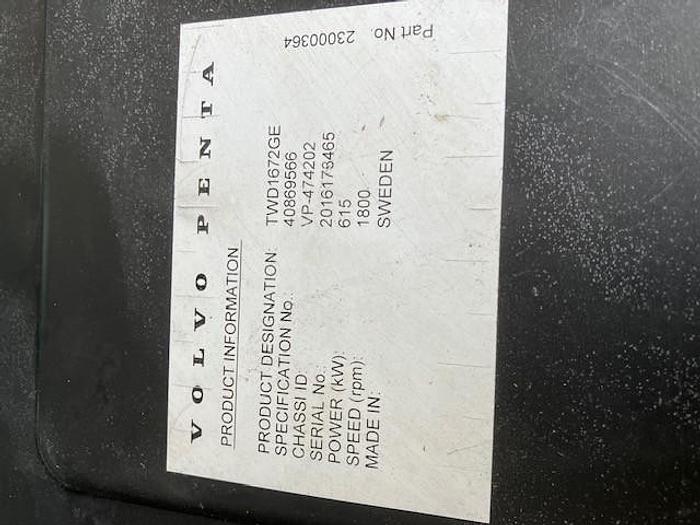 VOLVO PENTA
PRODUCT INFORMATION
PRODUCT DESIGNATION: TWD1672GE
SPECIFICATION No.: 40869566
CHASSI ID: VP-474202
SERIAL No.: 2016173465
POWER (kW): 615
SPEED (rpm): 1800
MADE IN: SWEDEN
Part No. 23000364